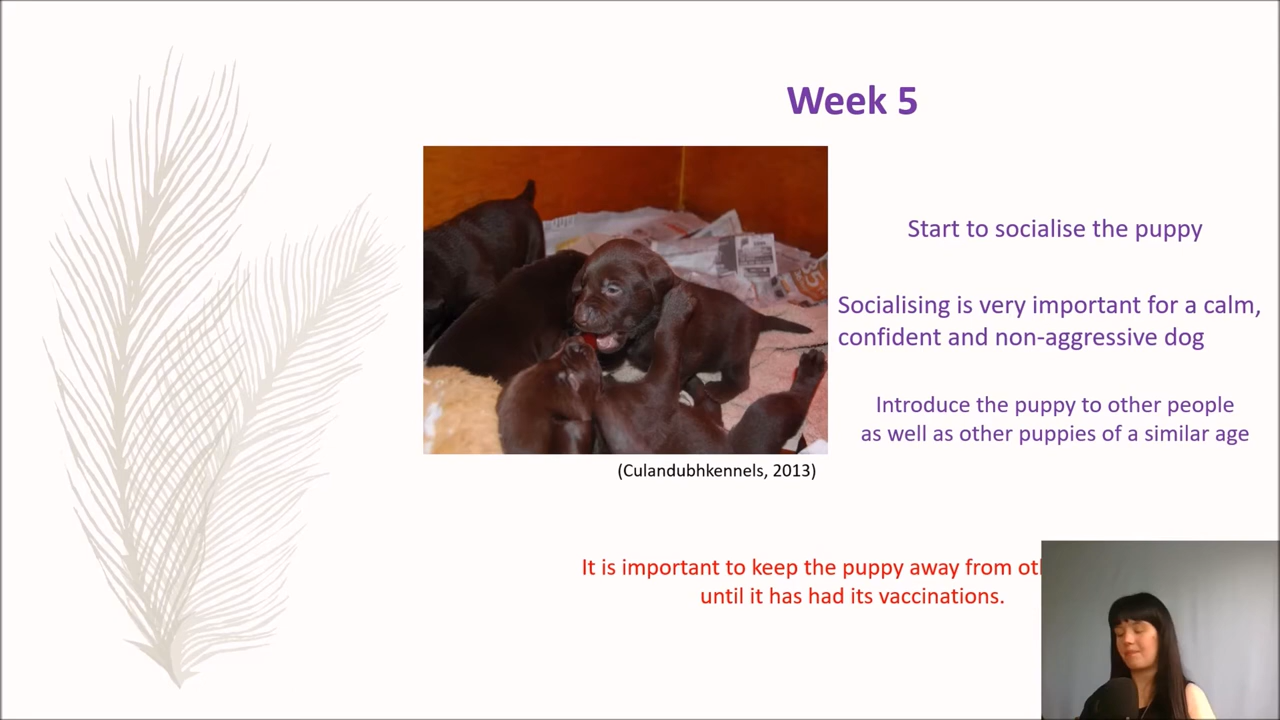 Week 5
Start to socialise the puppy
Socialising is very important for a calm,
confident and non-aggressive dog
Introduce the puppy to other people
as well as other puppies of a similar age
(Culandubhkennels, 2013)
It is important to keep the puppy away from
until it has had its vaccinations.